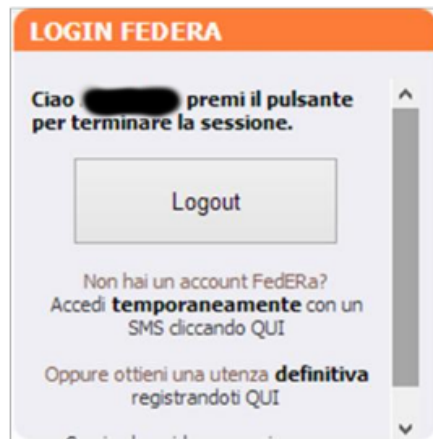 LOGIN FEDERA
Ciao premi il pulsante
per terminare la sessione.
Logout
Non hai un account FedERa?
Accedi temporaneamente con un
SMS cliccando QUI
Oppure ottieni una utenza definitiva
registrandoti QUI